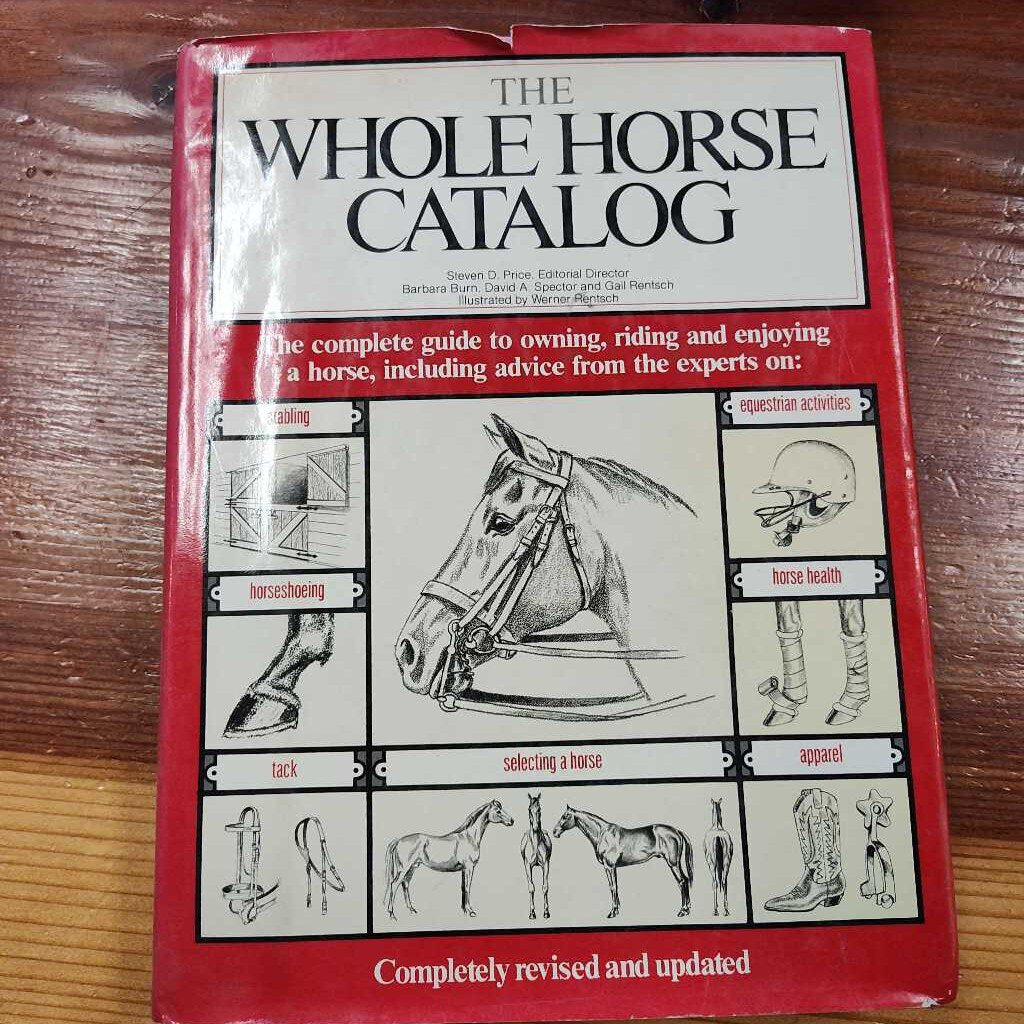 THE
WHOLE HORSE
CATALOG
Steven D. Price, Editorial Director
Barbara Burn, David A. Spector and Gail Rentsch
Illustrated by Werner Rentsch
The complete guide to owning, riding and enjoying
a horse, including advice from the experts on:
stabling
equestrian activities
horseshoeing
horse health
tack
selecting a horse
apparel
Completely revised and updated